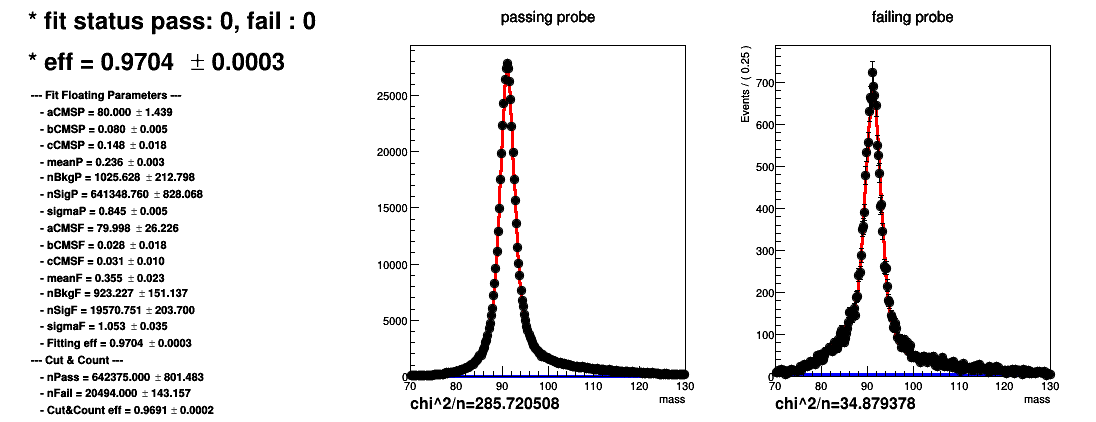 * fit status pass: 0, fail : 0
* eff = 0.9704 ± 0.0003
--- Fit Floating Parameters ---
- aCMSP = 80.000 ± 1.439
- bCMSP = 0.080 ± 0.005
- cCMSP = 0.148 ± 0.018
- meanP = 0.236 ± 0.003
- nBkgP = 1025.628 ± 212.798
- nSigP = 641348.760 ± 828.068
- sigmaP = 0.845 ± 0.005
- aCMSF = 79.998 ± 26.226
- bCMSF = 0.028 ± 0.018
- cCMSF = 0.031 ± 0.010
- meanF = 0.355 ± 0.023
- nBkgF = 923.227 ± 151.137
- nSigF = 19570.751 ± 203.700
- sigmaF = 1.053 ± 0.035
- Fitting eff = 0.9704 ± 0.0003
--- Cut & Count ---
- nPass = 642375.000 ± 801.483
- nFail = 20494.000 ± 143.157
- Cut&Count eff = 0.9691 ± 0.0002
passing probe
25000
20000
15000
10000
5000
0
70 80 90 100 110 120 130
mass
chi^2/n=285.720508
failing probe
Events / ( 0.25 )
700
600
500
400
300
200
100
0
70 80 90 100 110 120 130
mass
chi^2/n=34.879378